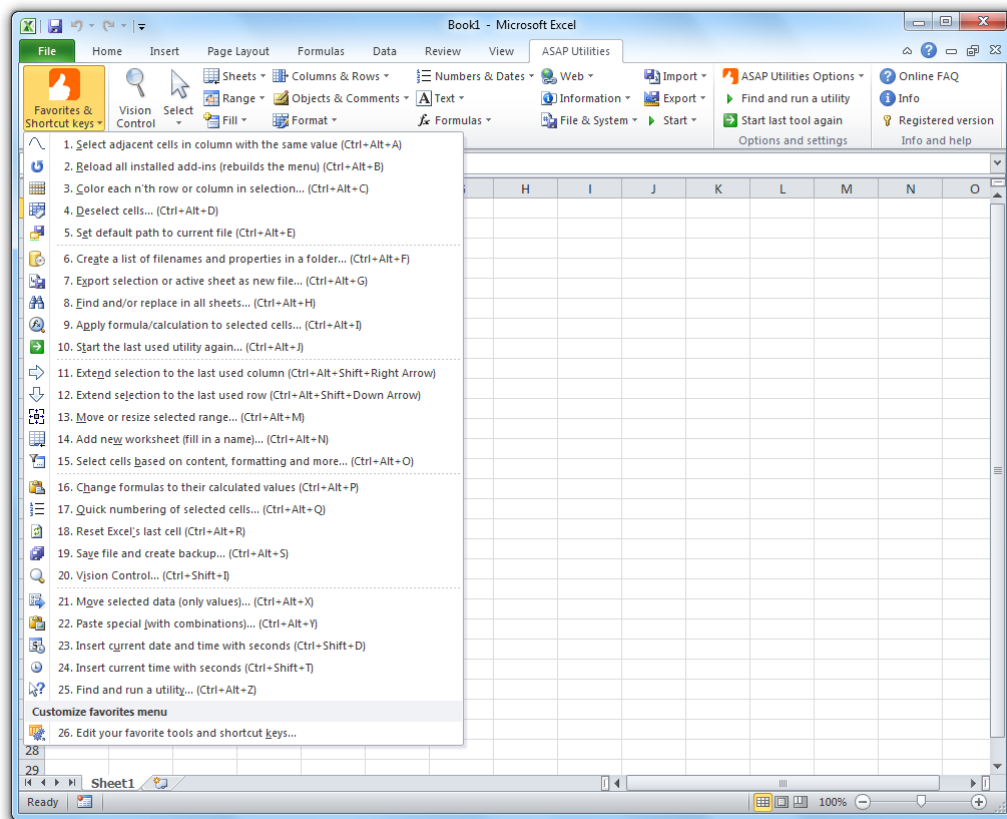 Book1 - Microsoft Excel
File Home Insert Page Layout Formulas Data Review View ASAP Utilities
Favorites & Shortcut keys
Vision Control
Select
Sheets Columns & Rows Numbers & Dates Web Import ASAP Utilities Options Online FAQ
Range Objects & Comments Text Information Export Find and run a utility Info
Fill Format Formulas File & System Start Start last tool again Registered version
Options and settings Info and help
1. Select adjacent cells in column with the same value (Ctrl+Alt+A)
2. Reload all installed add-ins (rebuilds the menu) (Ctrl+Alt+B)
3. Color each n'th row or column in selection... (Ctrl+Alt+C)
4. Deselect cells... (Ctrl+Alt+D)
5. Set default path to current file (Ctrl+Alt+E)
6. Create a list of filenames and properties in a folder... (Ctrl+Alt+F)
7. Export selection or active sheet as new file... (Ctrl+Alt+G)
8. Find and/or replace in all sheets... (Ctrl+Alt+H)
9. Apply formula/calculation to selected cells... (Ctrl+Alt+I)
10. Start the last used utility again... (Ctrl+Alt+J)
11. Extend selection to the last used column (Ctrl+Alt+Shift+Right Arrow)
12. Extend selection to the last used row (Ctrl+Alt+Shift+Down Arrow)
13. Move or resize selected range... (Ctrl+Alt+M)
14. Add new worksheet (fill in a name)... (Ctrl+Alt+N)
15. Select cells based on content, formatting and more... (Ctrl+Alt+O)
16. Change formulas to their calculated values (Ctrl+Alt+P)
17. Quick numbering of selected cells... (Ctrl+Alt+Q)
18. Reset Excel's last cell (Ctrl+Alt+R)
19. Save file and create backup... (Ctrl+Alt+S)
20. Vision Control... (Ctrl+Shift+I)
21. Move selected data (only values)... (Ctrl+Alt+X)
22. Paste special (with combinations)... (Ctrl+Alt+Y)
23. Insert current date and time with seconds (Ctrl+Shift+D)
24. Insert current time with seconds (Ctrl+Shift+T)
25. Find and run a utility... (Ctrl+Alt+Z)
Customize favorites menu
26. Edit your favorite tools and shortcut keys...
H I J K L M N O
28
29
Sheet1
Ready 100%